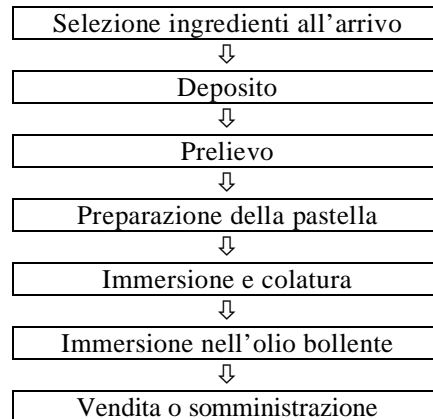 Selezione ingredienti all’arrivo
⇩
Deposito
⇩
Prelievo
⇩
Preparazione della pastella
⇩
Immersione e colatura
⇩
Immersione nell’olio bollente
⇩
Vendita o somministrazione